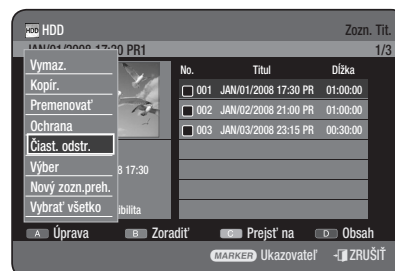 HDD HDD Zozn. Tit.
JAN/01/2008 17:30 PR1 1/3
Vymaz.
Kopír.
Premenovať
Ochrana
Čiast. odstr.
Výber
Nový zozn.preh.
Vybrať všetko
8 17:30
ibilita
No. Titul Dĺžka
001 JAN/01/2008 17:30 PR 01:00:00
002 JAN/02/2008 21:00 PR 01:00:00
003 JAN/03/2008 23:15 PR 00:30:00
A Úprava B Zoradiť C Prejsť na D Obsah
MARKER Ukazovateľ ZRUŠIŤ